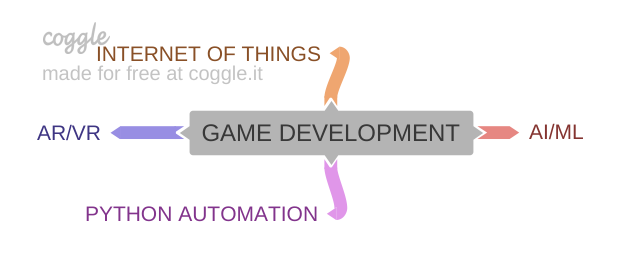 coggle
INTERNET OF THINGS
made for free at coggle.it
AR/VR
GAME DEVELOPMENT
AI/ML
PYTHON AUTOMATION